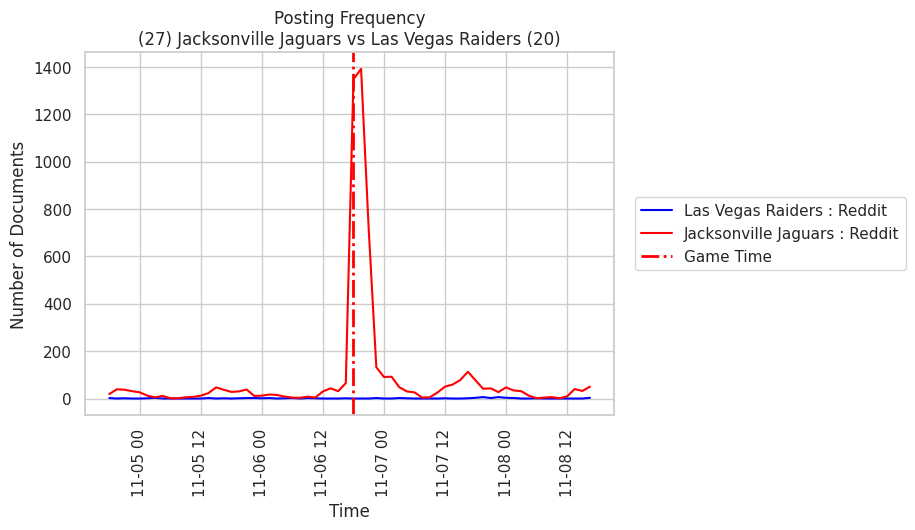 Posting Frequency
(27) Jacksonville Jaguars vs Las Vegas Raiders (20)
Number of Documents
1400
1200
1000
800
600
400
200
0
11-05 00
11-05 12
11-06 00
11-06 12
11-07 00
11-07 12
11-08 00
11-08 12
Time
Las Vegas Raiders : Reddit
Jacksonville Jaguars : Reddit
Game Time